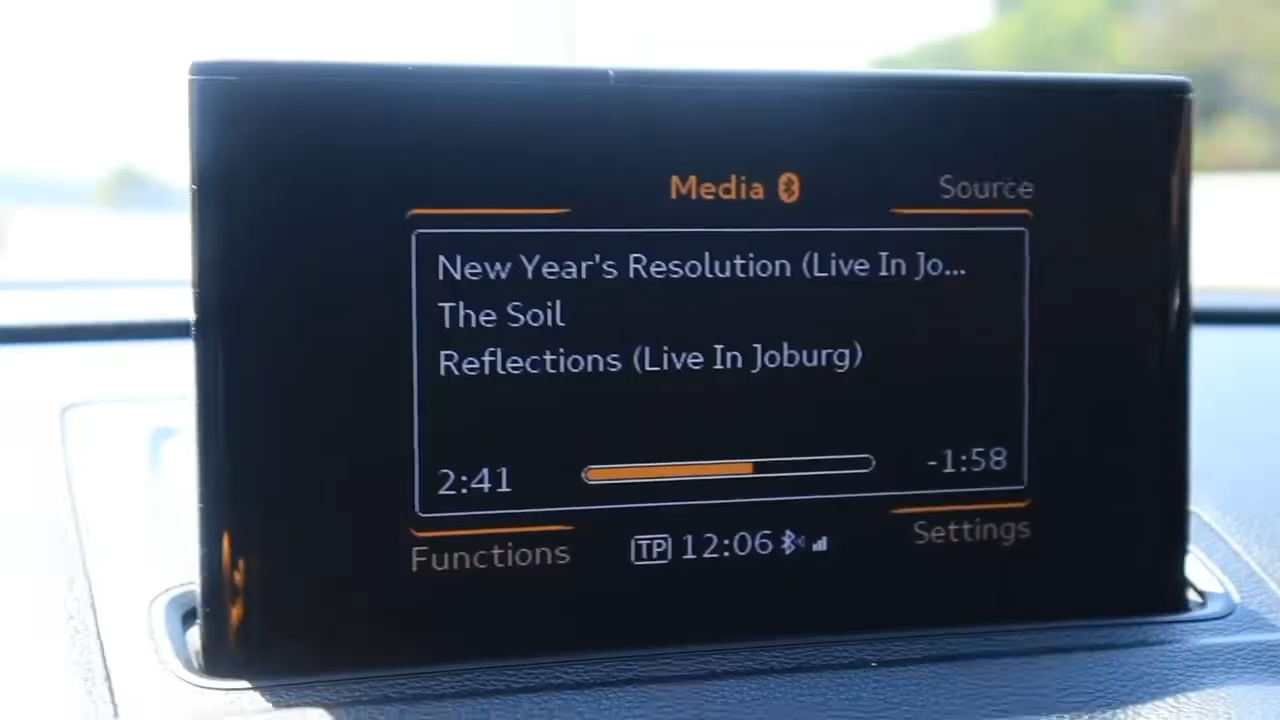 Media
Source
New Year's Resolution (Live In Jo...
The Soil
Reflections (Live In Joburg)
2:41
-1:58
Functions
TP 12:06
Settings